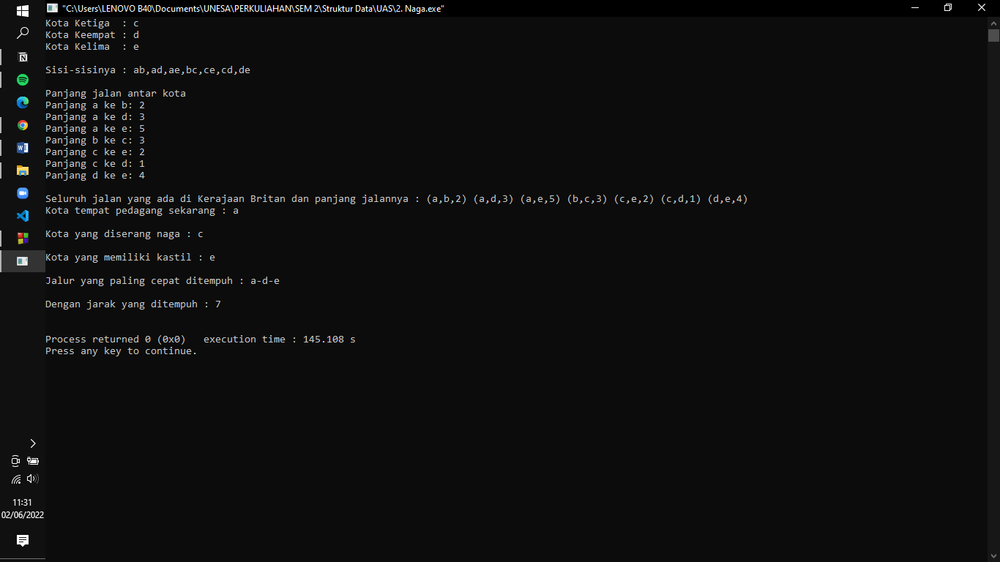 "C:\Users\LENOVO B40\Documents\UNESA\PERKULIAHAN\SEM 2\Struktur Data\UAS\2. Naga.exe"
Kota Ketiga  : c
Kota Keempat : d
Kota Kelima  : e
Sisi-sisinya : ab,ad,ae,bc,ce,cd,de
Panjang jalan antar kota
Panjang a ke b: 2
Panjang a ke d: 3
Panjang a ke e: 5
Panjang b ke c: 3
Panjang c ke e: 2
Panjang c ke d: 1
Panjang d ke e: 4
Seluruh jalan yang ada di Kerajaan Britan dan panjang jalannya : (a,b,2) (a,d,3) (a,e,5) (b,c,3) (c,e,2) (c,d,1) (d,e,4)
Kota tempat pedagang sekarang : a
Kota yang diserang naga : c
Kota yang memiliki kastil : e
Jalur yang paling cepat ditempuh : a-d-e
Dengan jarak yang ditempuh : 7
Process returned 0 (0x0)   execution time : 145.108 s
Press any key to continue.
11:31
02/06/2022